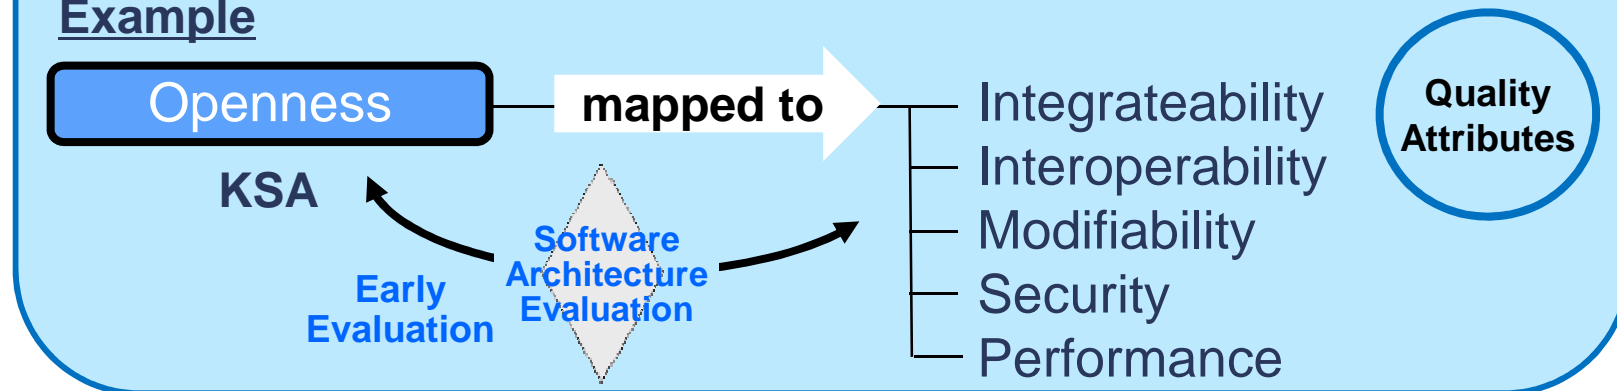 Example
Openness
mapped to
KSA
Integrateability
Interoperability
Modifiability
Security
Performance
Quality
Attributes
Software
Architecture
Evaluation
Early
Evaluation